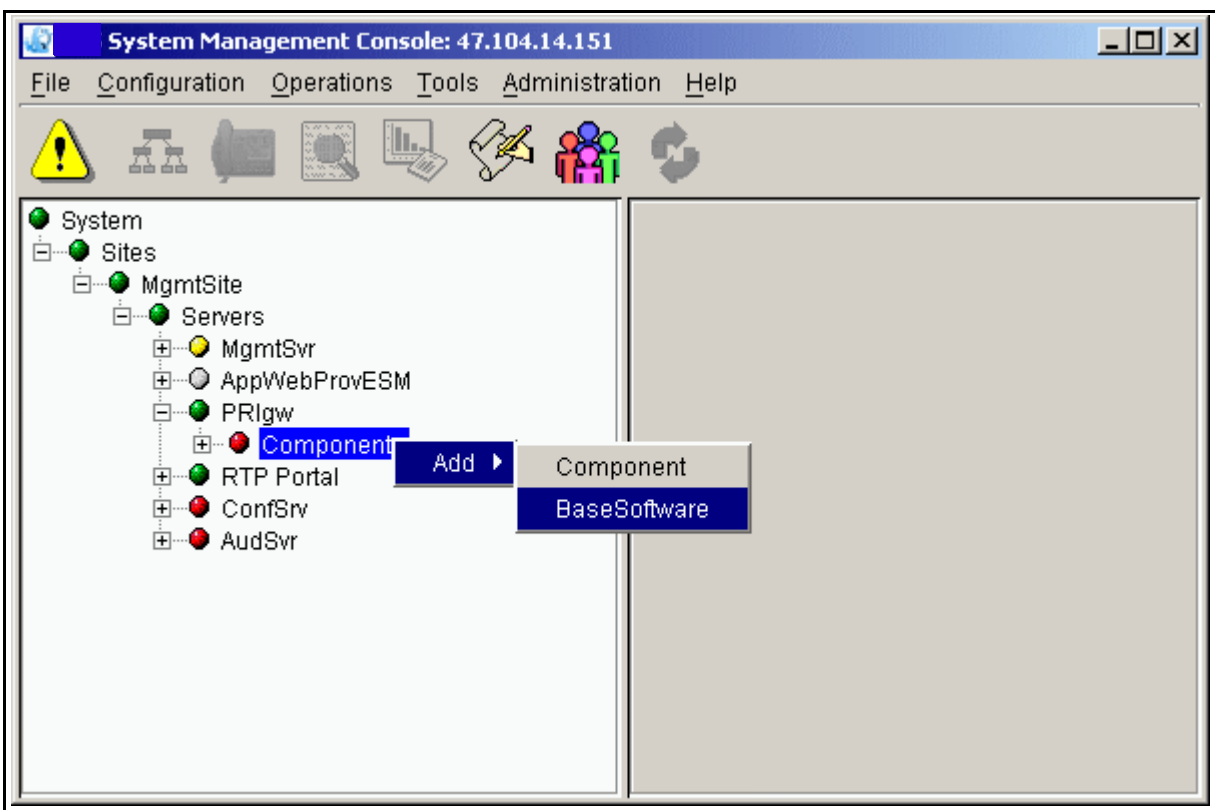 System Management Console: 47.104.14.151
File Configuration Operations Tools Administration Help
System
Sites
MgmtSite
Servers
MgmtSvr
AppWebProvESM
PRIgw
Component
Add
Component
BaseSoftware
RTP Portal
ConfSrv
AudSvr